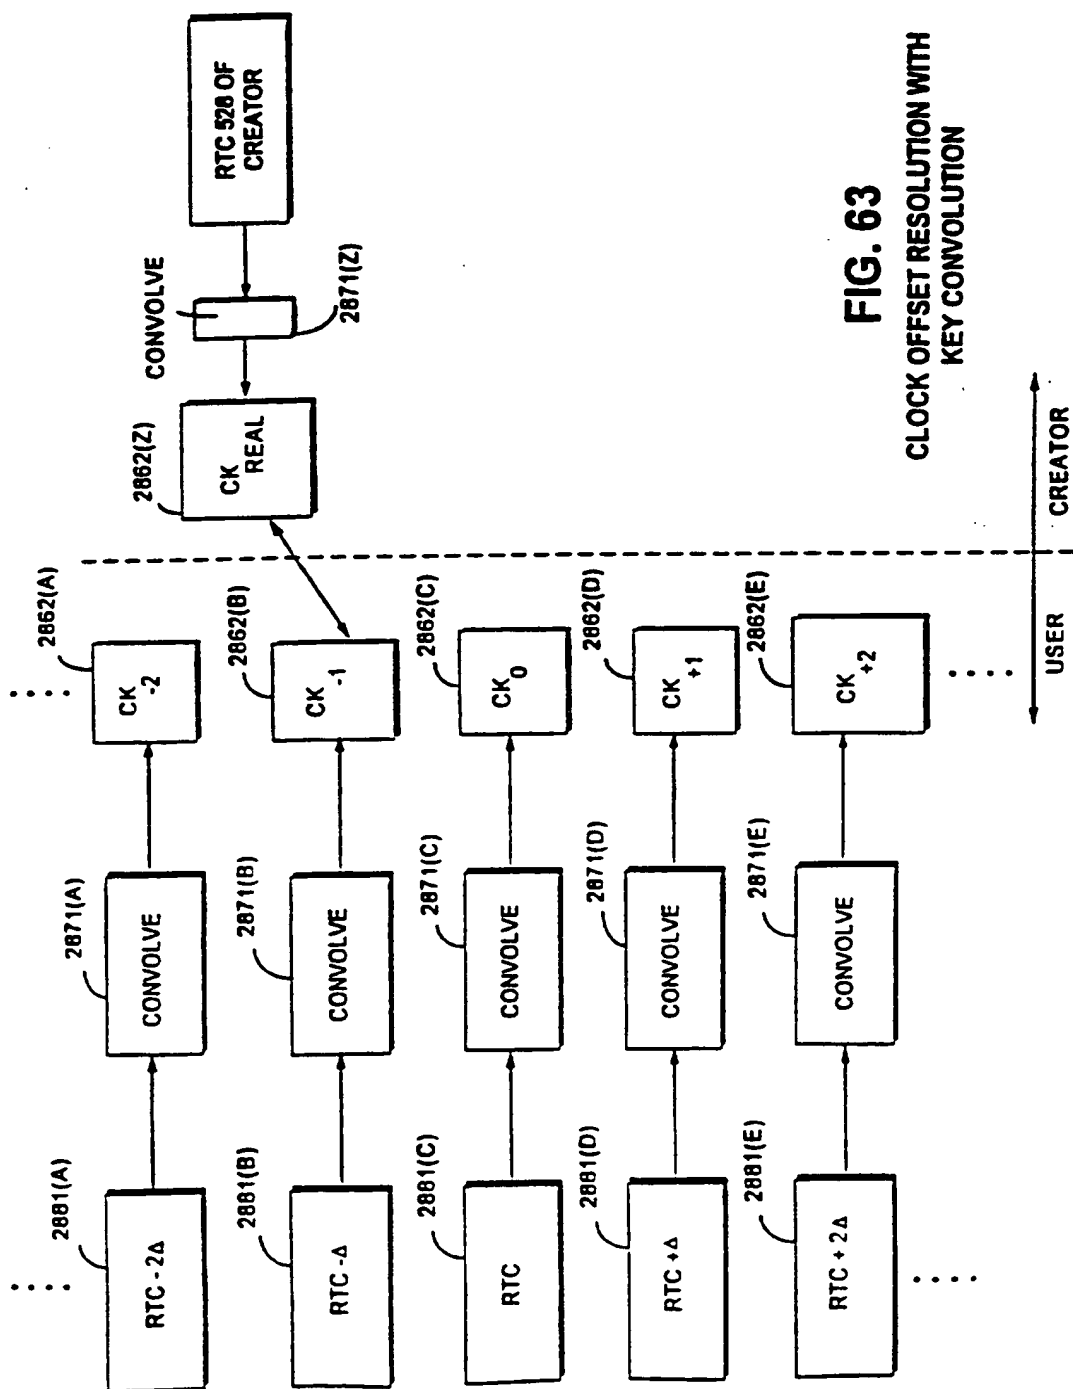 2881(A)
RTC - 2Δ
2871(A)
CONVOLVE
2862(A)
CK -2
2881(B)
RTC - Δ
2871(B)
CONVOLVE
2862(B)
CK -1
2881(C)
RTC
2871(C)
CONVOLVE
2862(C)
CK 0
2881(D)
RTC + Δ
2871(D)
CONVOLVE
2862(D)
CK +1
2881(E)
RTC + 2Δ
2871(E)
CONVOLVE
2862(E)
CK +2
2862(Z)
CK REAL
CONVOLVE
2871(Z)
RTC 528 OF
CREATOR
USER
CREATOR
FIG. 63
CLOCK OFFSET RESOLUTION WITH
KEY CONVOLUTION